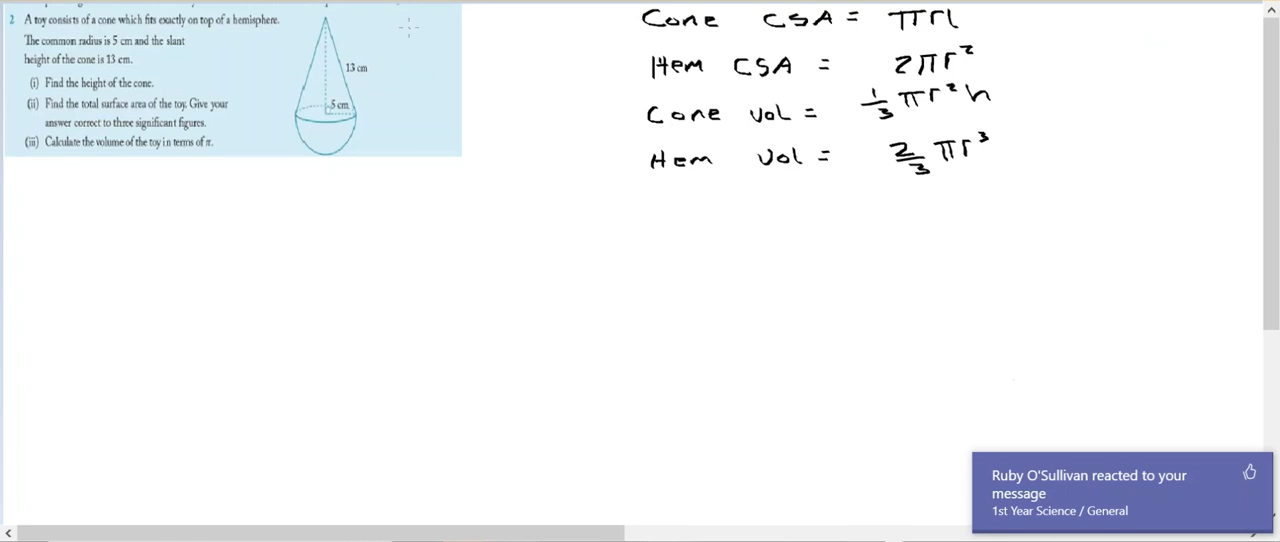 2 A toy consists of a cone which fits exactly on top of a hemisphere.
The common radius is 5 cm and the slant
height of the cone is 13 cm.
(i) Find the height of the cone.
(ii) Find the total surface area of the toy. Give your
answer correct to three significant figures.
(iii) Calculate the volume of the toy in terms of π.
13 cm
5 cm
Cone CSA = πrl
Hem CSA = 2πr²
Cone Vol = 1/3 πr²h
Hem Vol = 2/3 πr³
Ruby O'Sullivan reacted to your
message
1st Year Science / General